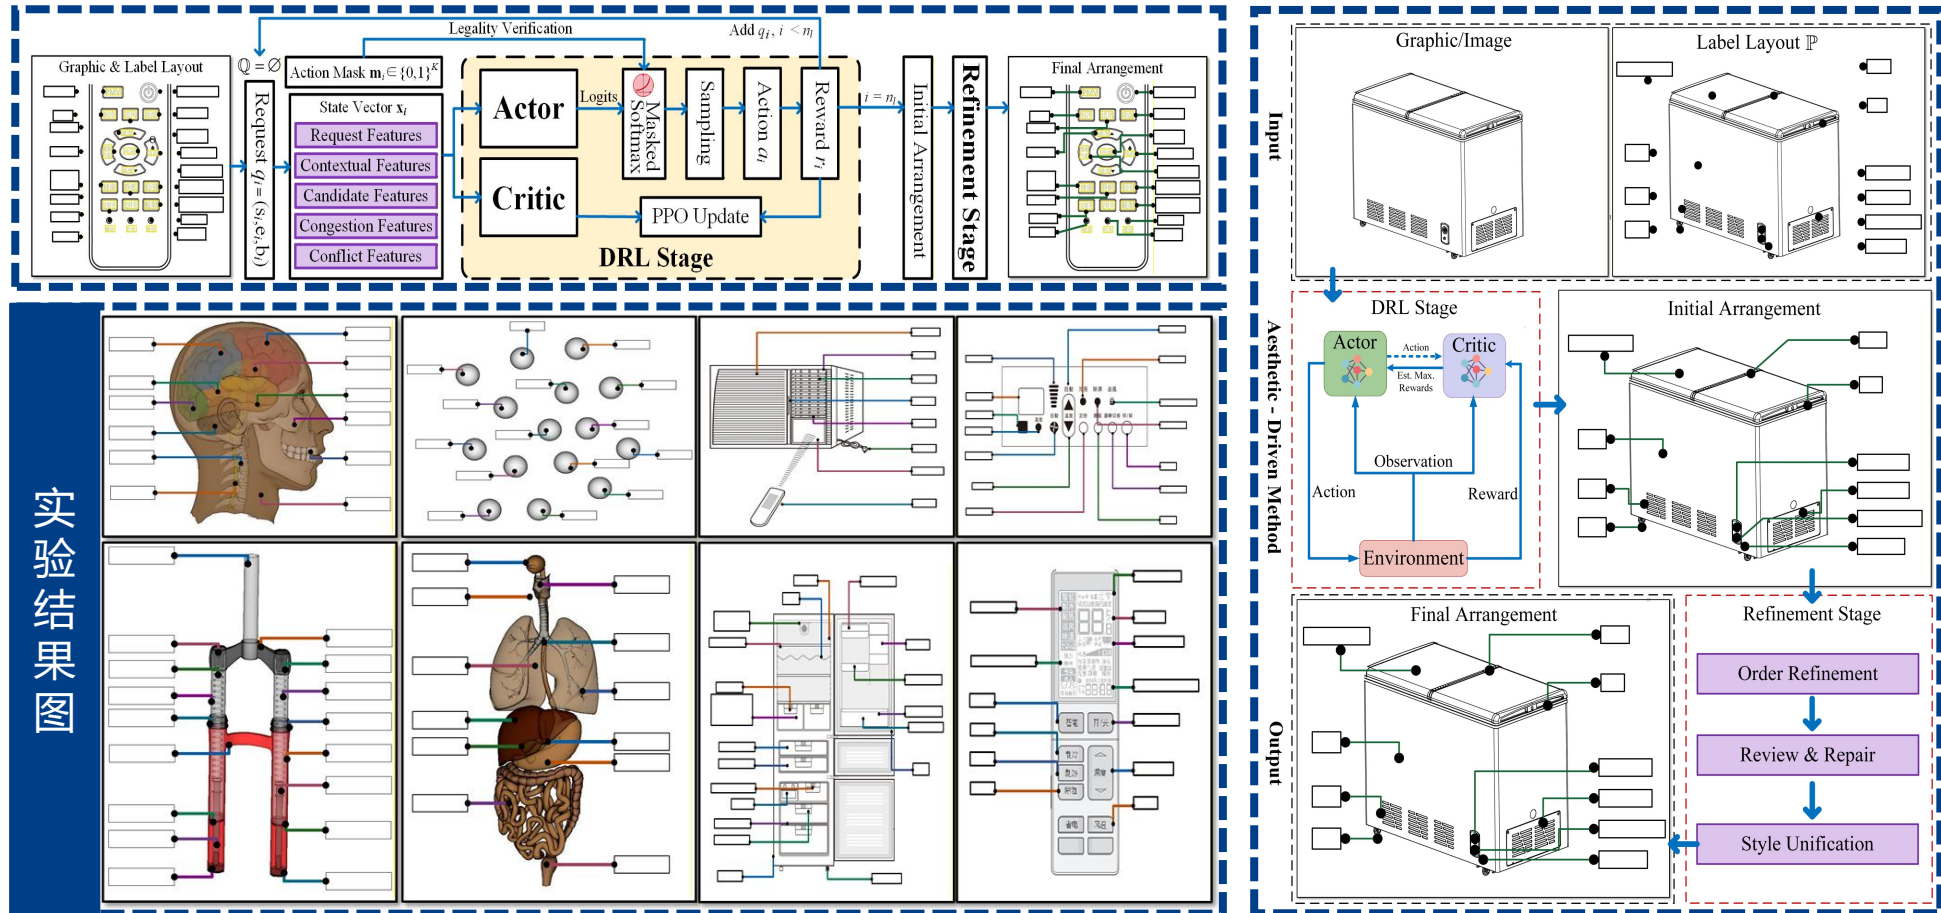 Graphic & Label Layout
ℚ = ∅
Legality Verification
Add qᵢ, i < nₗ
Action Mask mᵢ∈{0,1}ᴷ
Request qᵢ=(sᵢ,eᵢ,bᵢ)
State Vector xᵢ
Request Features
Contextual Features
Candidate Features
Congestion Features
Conflict Features
Actor
Critic
Logits
Masked
Softmax
Sampling
Action aᵢ
Reward rᵢ
PPO Update
DRL Stage
i = nₗ
Initial Arrangement
Refinement Stage
Final Arrangement
实验结果图
Input
Graphic/Image
Label Layout ℙ
Aesthetic - Driven Method
DRL Stage
Actor
Action
Critic
Est. Max.
Rewards
Observation
Action
Reward
Environment
Initial Arrangement
Output
Final Arrangement
Refinement Stage
Order Refinement
Review & Repair
Style Unification